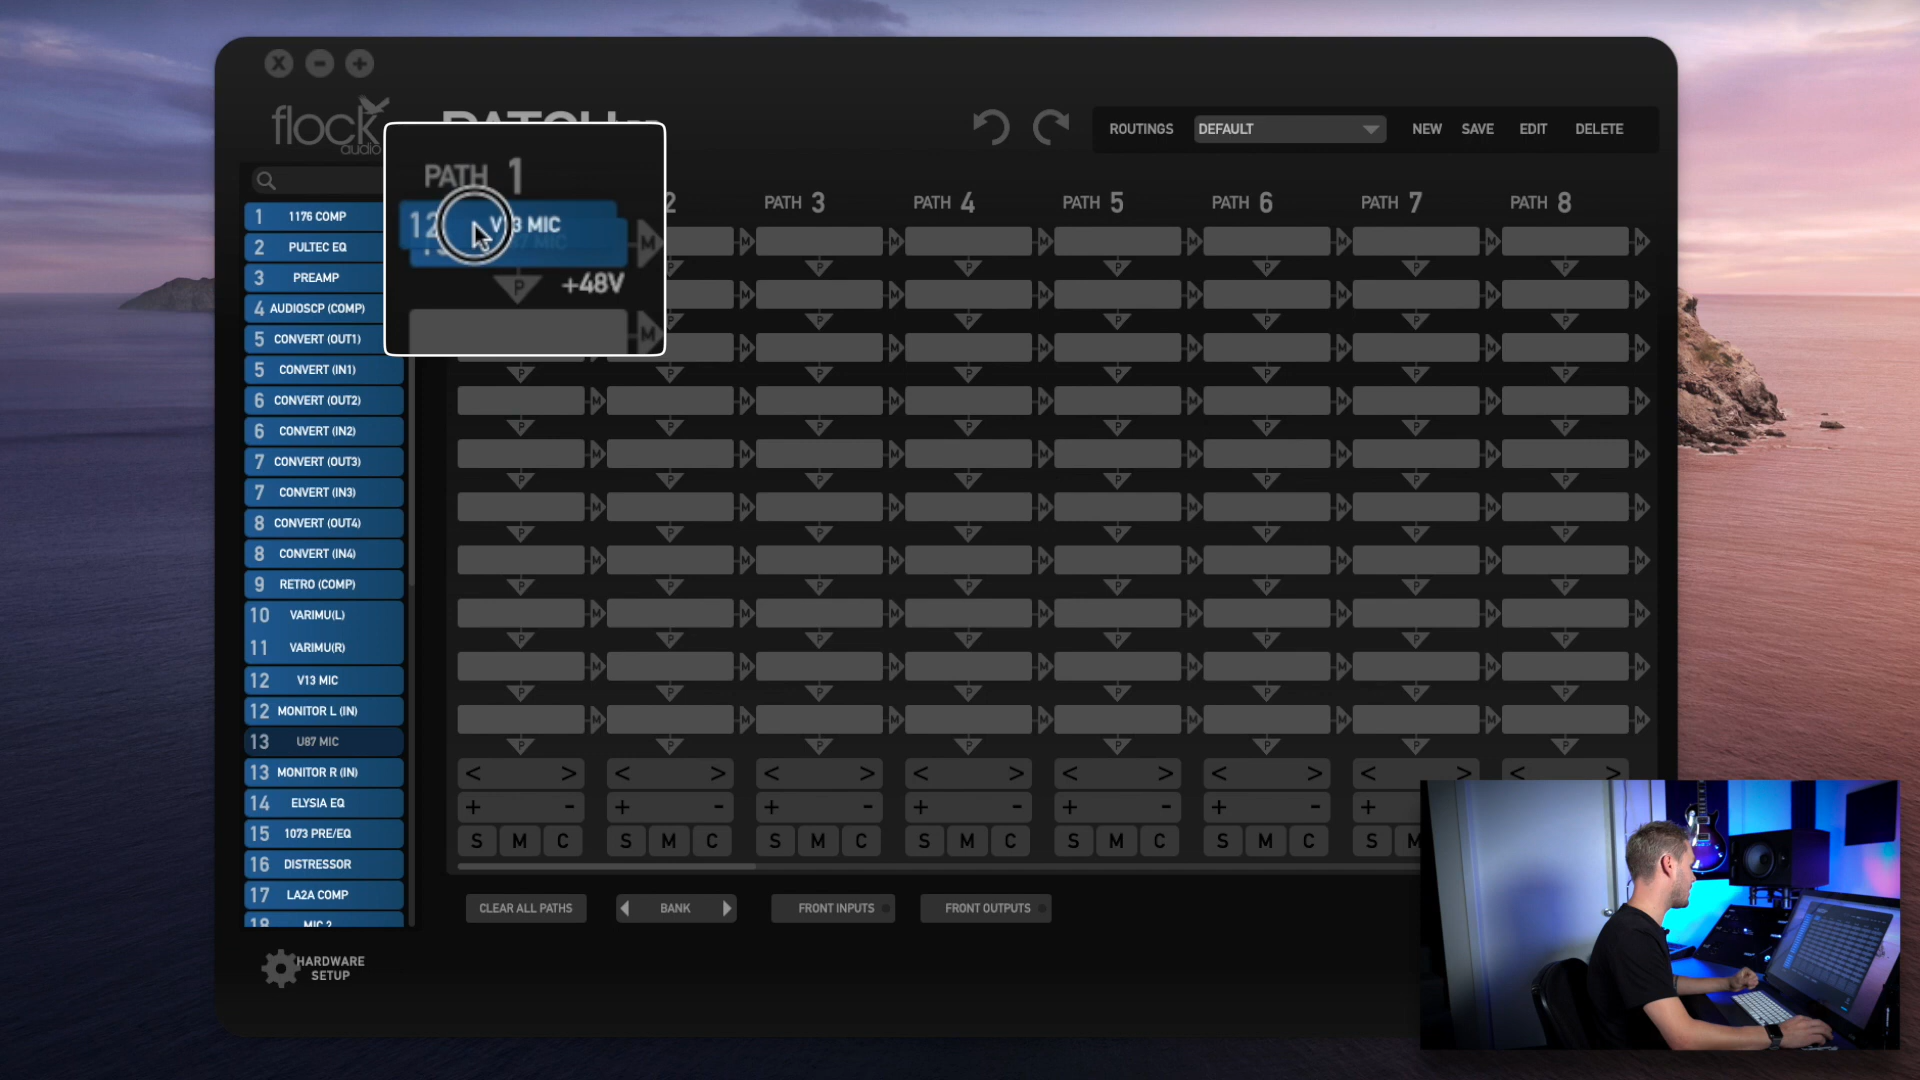 flock
audio
PATCH
ROUTINGS DEFAULT NEW SAVE EDIT DELETE
PATH 1
12 V13 MIC
M
+48V
P
M
2 PATH 3 PATH 4 PATH 5 PATH 6 PATH 7 PATH 8
1 1176 COMP
2 PULTEC EQ
3 PREAMP
4 AUDIOSCP (COMP)
5 CONVERT (OUT1)
5 CONVERT (IN1)
6 CONVERT (OUT2)
6 CONVERT (IN2)
7 CONVERT (OUT3)
7 CONVERT (IN3)
8 CONVERT (OUT4)
8 CONVERT (IN4)
9 RETRO (COMP)
10 VARIMU(L)
11 VARIMU(R)
12 V13 MIC
12 MONITOR L (IN)
13 U87 MIC
13 MONITOR R (IN)
14 ELYSIA EQ
15 1073 PRE/EQ
16 DISTRESSOR
17 LA2A COMP
18 MIC 2
< > < > < > < > < > < > < > < >
+ - + - + - + - + - + - +
S M C S M C S M C S M C S M C S M C S M
CLEAR ALL PATHS BANK FRONT INPUTS FRONT OUTPUTS
HARDWARE
SETUP